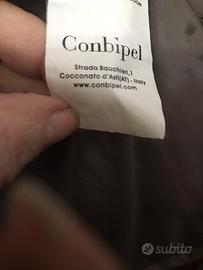 Conbipel
Strada Bauchieri,1
Cocconato d'Asti(AT) - Italy
www.conbipel.com
subito